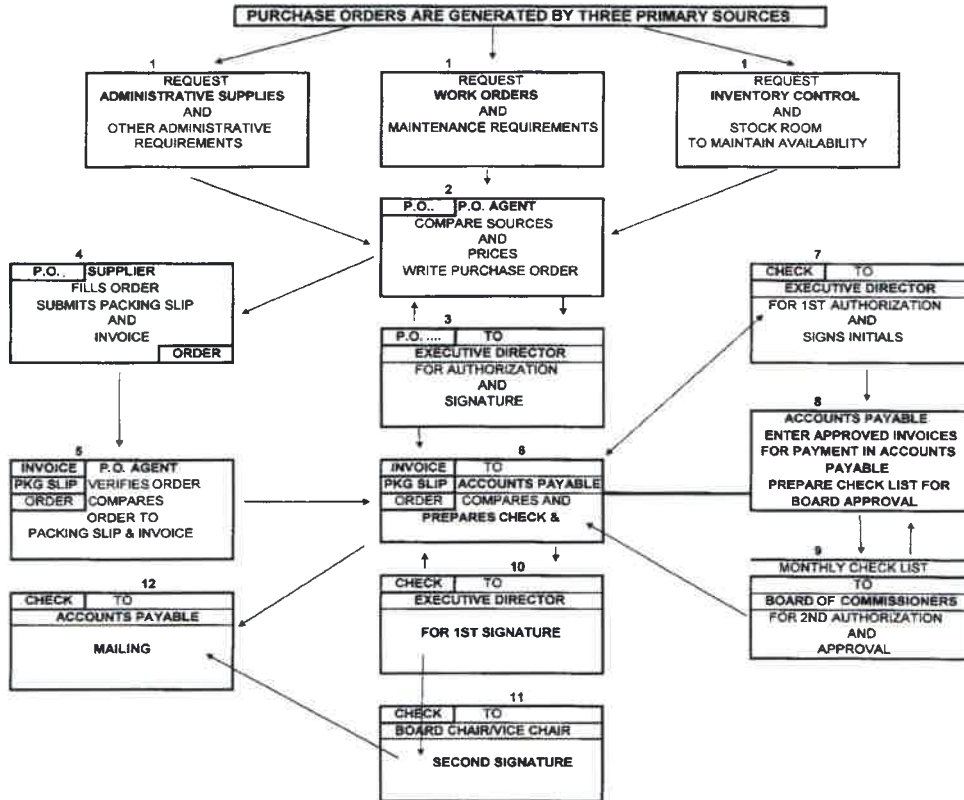 PURCHASE ORDERS ARE GENERATED BY THREE PRIMARY SOURCES
1
REQUEST
ADMINISTRATIVE SUPPLIES
AND
OTHER ADMINISTRATIVE
REQUIREMENTS
1
REQUEST
WORK ORDERS
AND
MAINTENANCE REQUIREMENTS
1
REQUEST
INVENTORY CONTROL
AND
STOCK ROOM
TO MAINTAIN AVAILABILITY
2
P.O.. P.O. AGENT
COMPARE SOURCES
AND
PRICES
WRITE PURCHASE ORDER
3
P.O. .... TO
EXECUTIVE DIRECTOR
FOR AUTHORIZATION
AND
SIGNATURE
4
P.O. . SUPPLIER
FILLS ORDER
SUBMITS PACKING SLIP
AND
INVOICE
ORDER
5
INVOICE P.O. AGENT
PKG SLIP VERIFIES ORDER
ORDER COMPARES
ORDER TO
PACKING SLIP & INVOICE
6
INVOICE TO
PKG SLIP ACCOUNTS PAYABLE
ORDER COMPARES AND
PREPARES CHECK &
7
CHECK TO
EXECUTIVE DIRECTOR
FOR 1ST AUTHORIZATION
AND
SIGNS INITIALS
8
ACCOUNTS PAYABLE
ENTER APPROVED INVOICES
FOR PAYMENT IN ACCOUNTS
PAYABLE
PREPARE CHECK LIST FOR
BOARD APPROVAL
9
MONTHLY CHECK LIST
TO
BOARD OF COMMISSIONERS
FOR 2ND AUTHORIZATION
AND
APPROVAL
10
CHECK TO
EXECUTIVE DIRECTOR
FOR 1ST SIGNATURE
11
CHECK TO
BOARD CHAIR/VICE CHAIR
SECOND SIGNATURE
12
CHECK TO
ACCOUNTS PAYABLE
MAILING